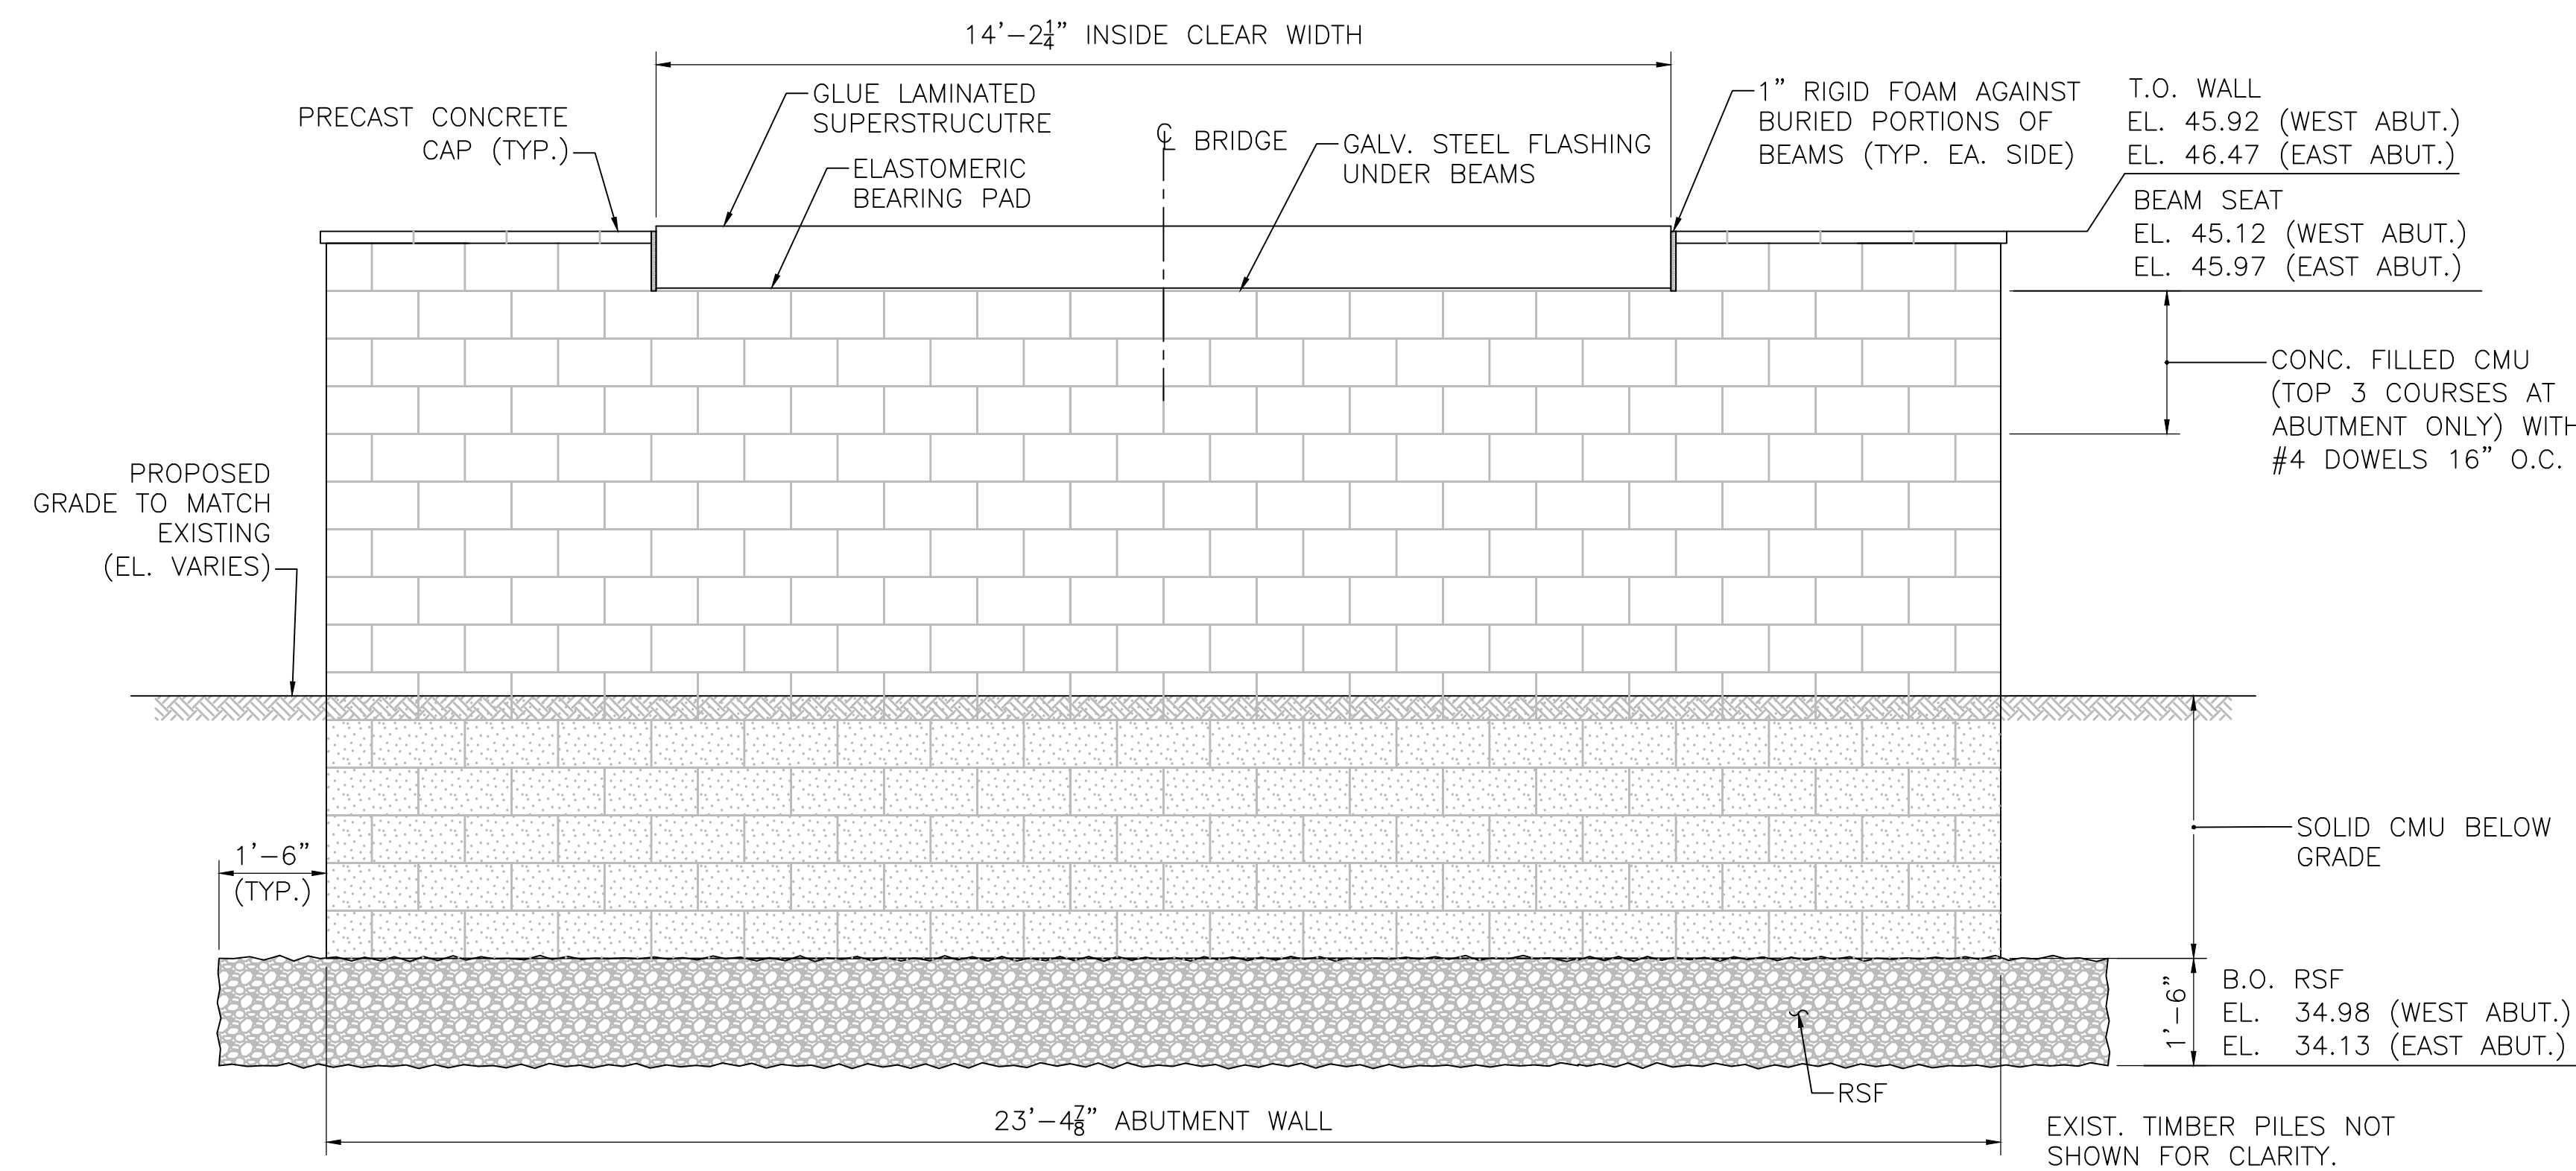 14'-2 1/4" INSIDE CLEAR WIDTH
PRECAST CONCRETE
CAP (TYP.)
GLUE LAMINATED
SUPERSTRUCUTRE
ELASTOMERIC
BEARING PAD
℄ BRIDGE
GALV. STEEL FLASHING
UNDER BEAMS
1" RIGID FOAM AGAINST
BURIED PORTIONS OF
BEAMS (TYP. EA. SIDE)
T.O. WALL
EL. 45.92 (WEST ABUT.)
EL. 46.47 (EAST ABUT.)
BEAM SEAT
EL. 45.12 (WEST ABUT.)
EL. 45.97 (EAST ABUT.)
CONC. FILLED CMU
(TOP 3 COURSES AT
ABUTMENT ONLY) WITH
#4 DOWELS 16" O.C.
PROPOSED
GRADE TO MATCH
EXISTING
(EL. VARIES)
1'-6"
(TYP.)
SOLID CMU BELOW
GRADE
1'-6"
B.O. RSF
EL. 34.98 (WEST ABUT.)
EL. 34.13 (EAST ABUT.)
RSF
23'-4 7/8" ABUTMENT WALL
EXIST. TIMBER PILES NOT
SHOWN FOR CLARITY.